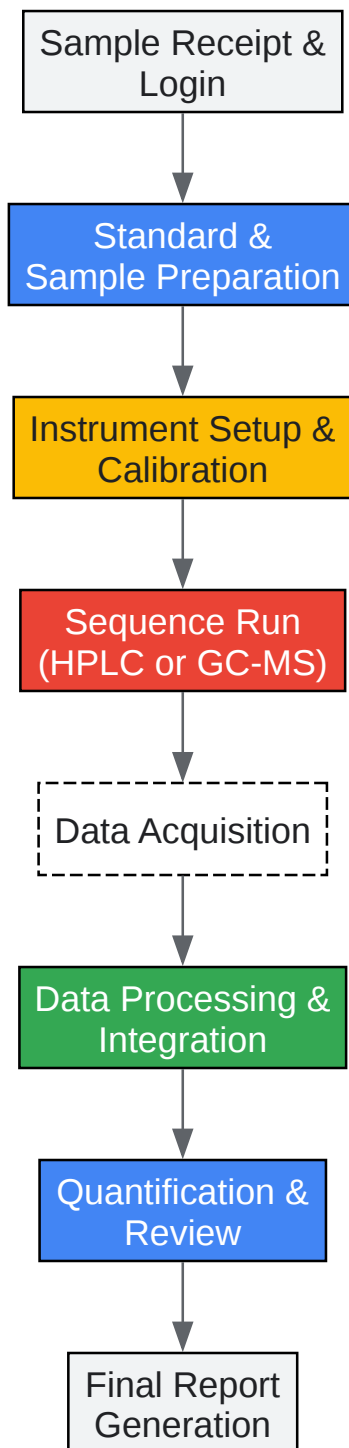 Sample Receipt &
Login
Standard &
Sample Preparation
Instrument Setup &
Calibration
Sequence Run
(HPLC or GC-MS)
Data Acquisition
Data Processing &
Integration
Quantification &
Review
Final Report
Generation